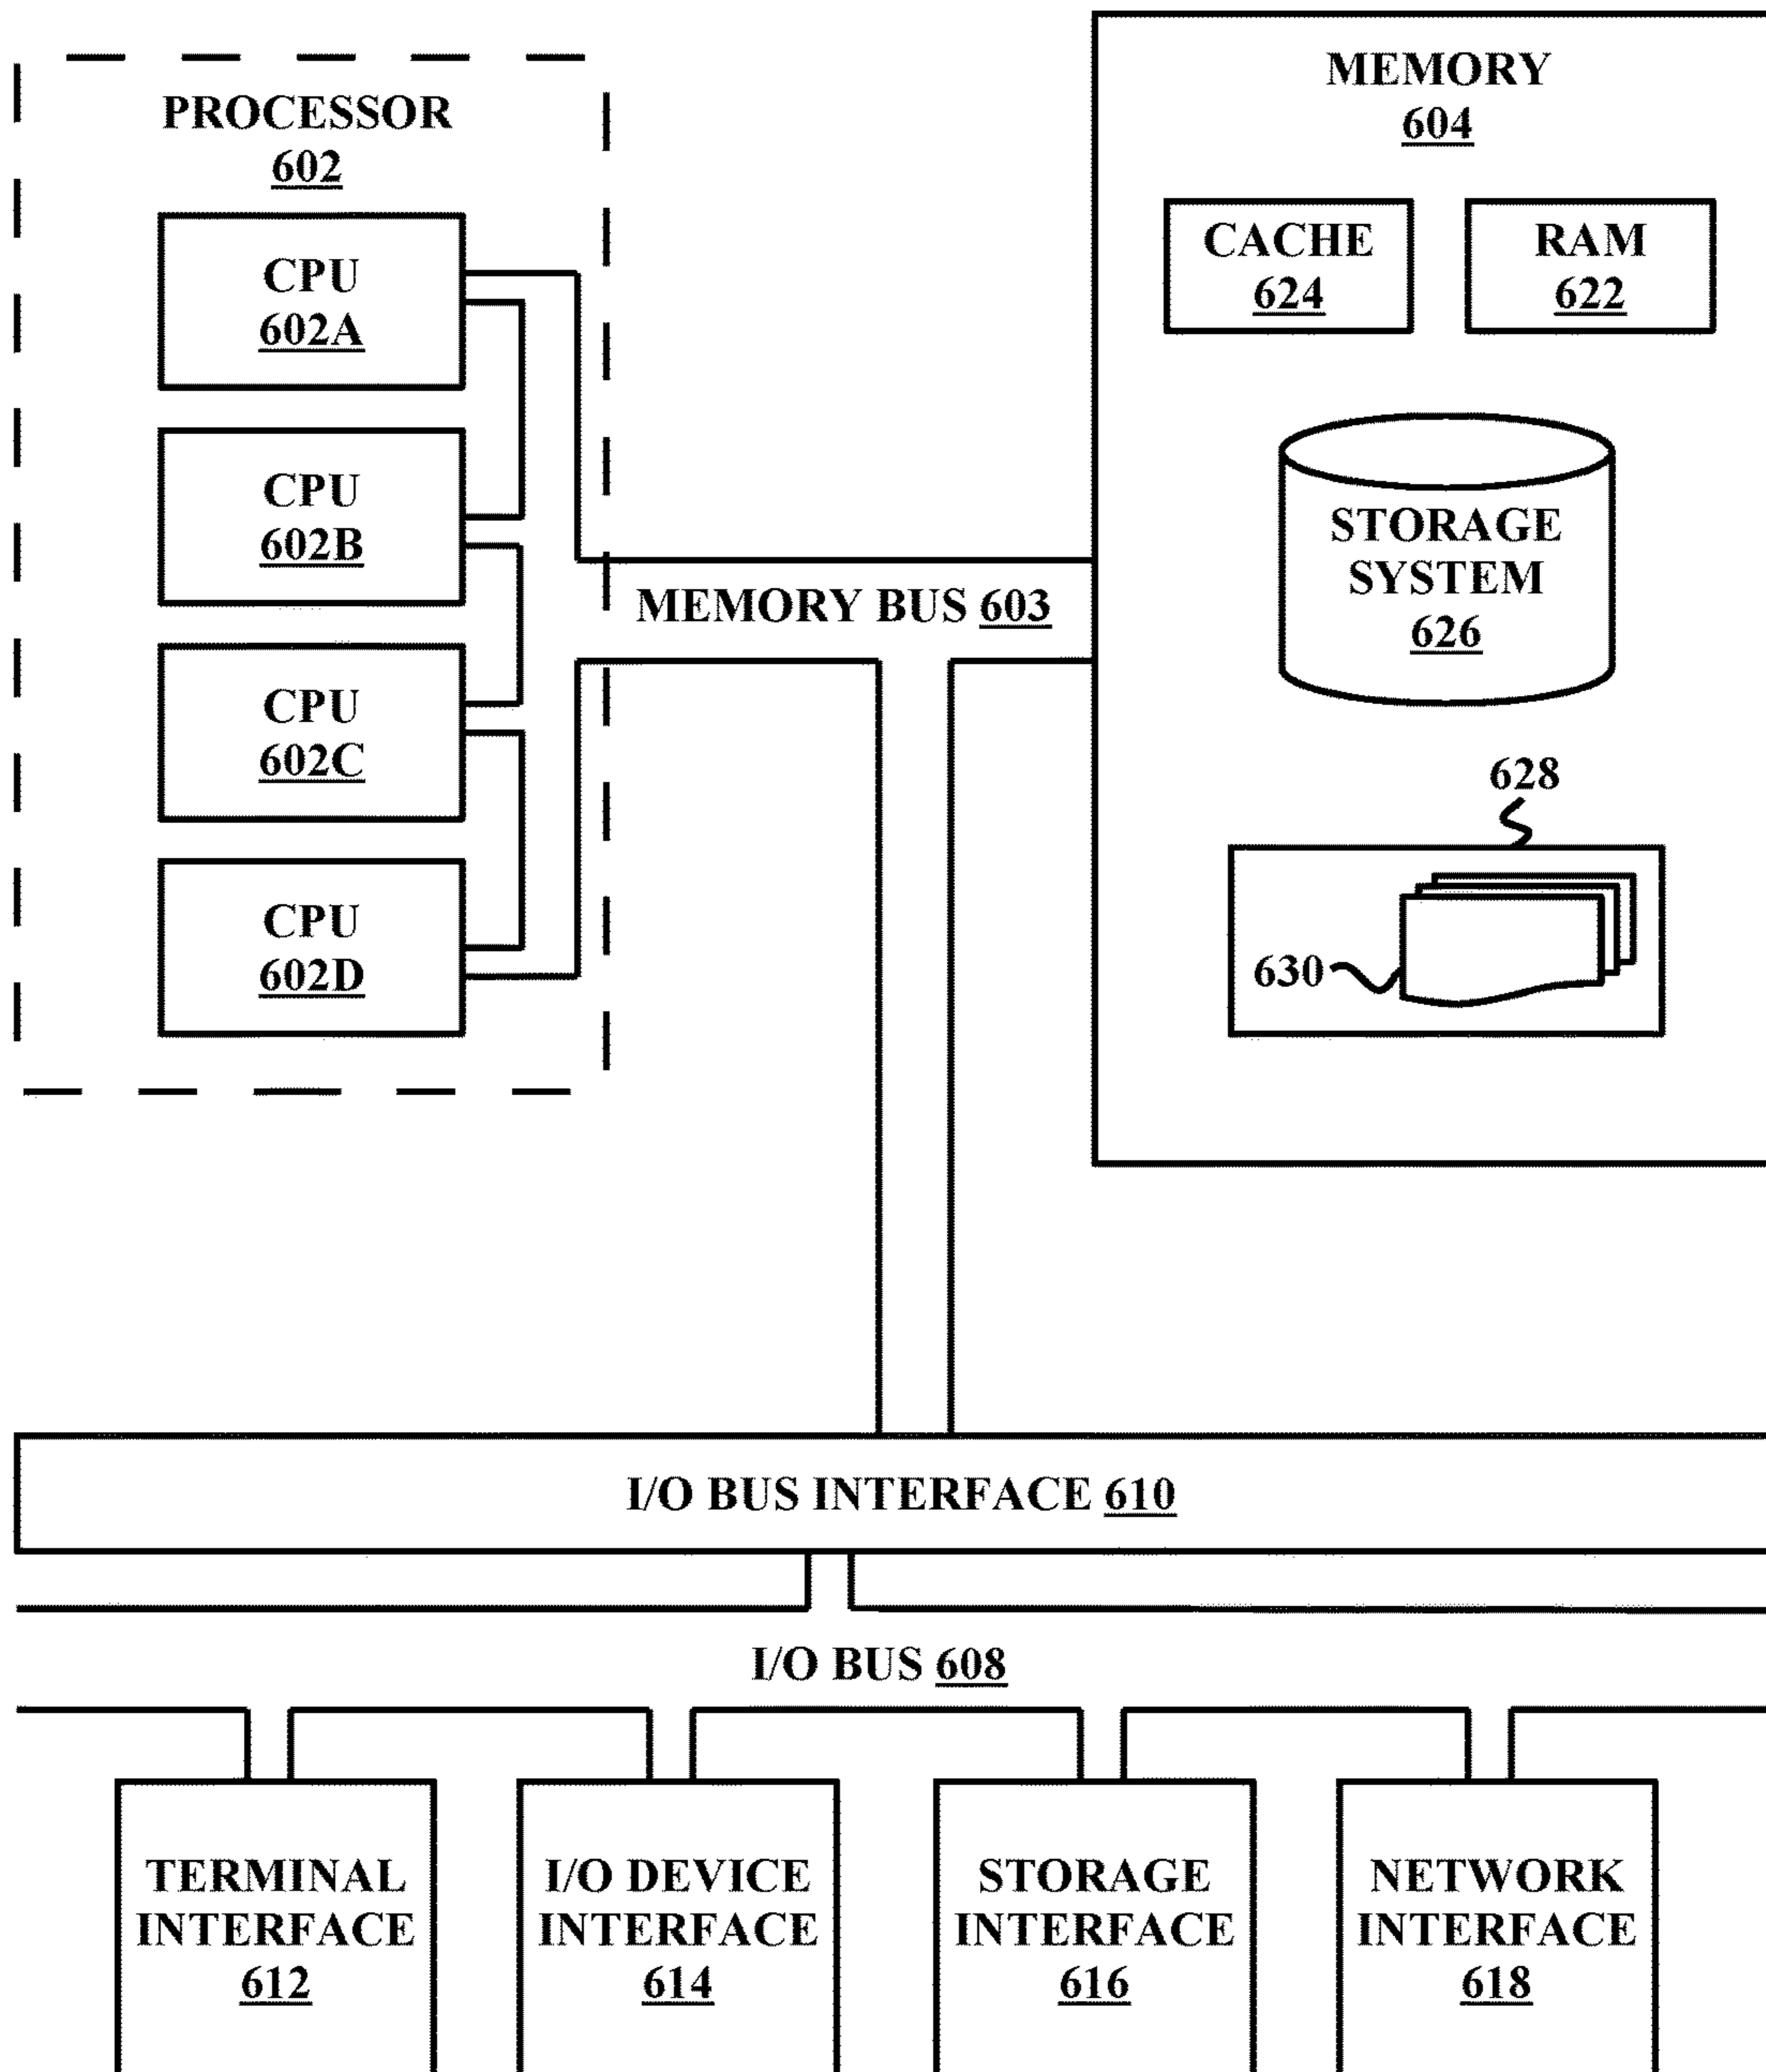 PROCESSOR
602
CPU
602A
CPU
602B
CPU
602C
CPU
602D
MEMORY BUS 603
MEMORY
604
CACHE
624
RAM
622
STORAGE
SYSTEM
626
628
630
I/O BUS INTERFACE 610
I/O BUS 608
TERMINAL
INTERFACE
612
I/O DEVICE
INTERFACE
614
STORAGE
INTERFACE
616
NETWORK
INTERFACE
618